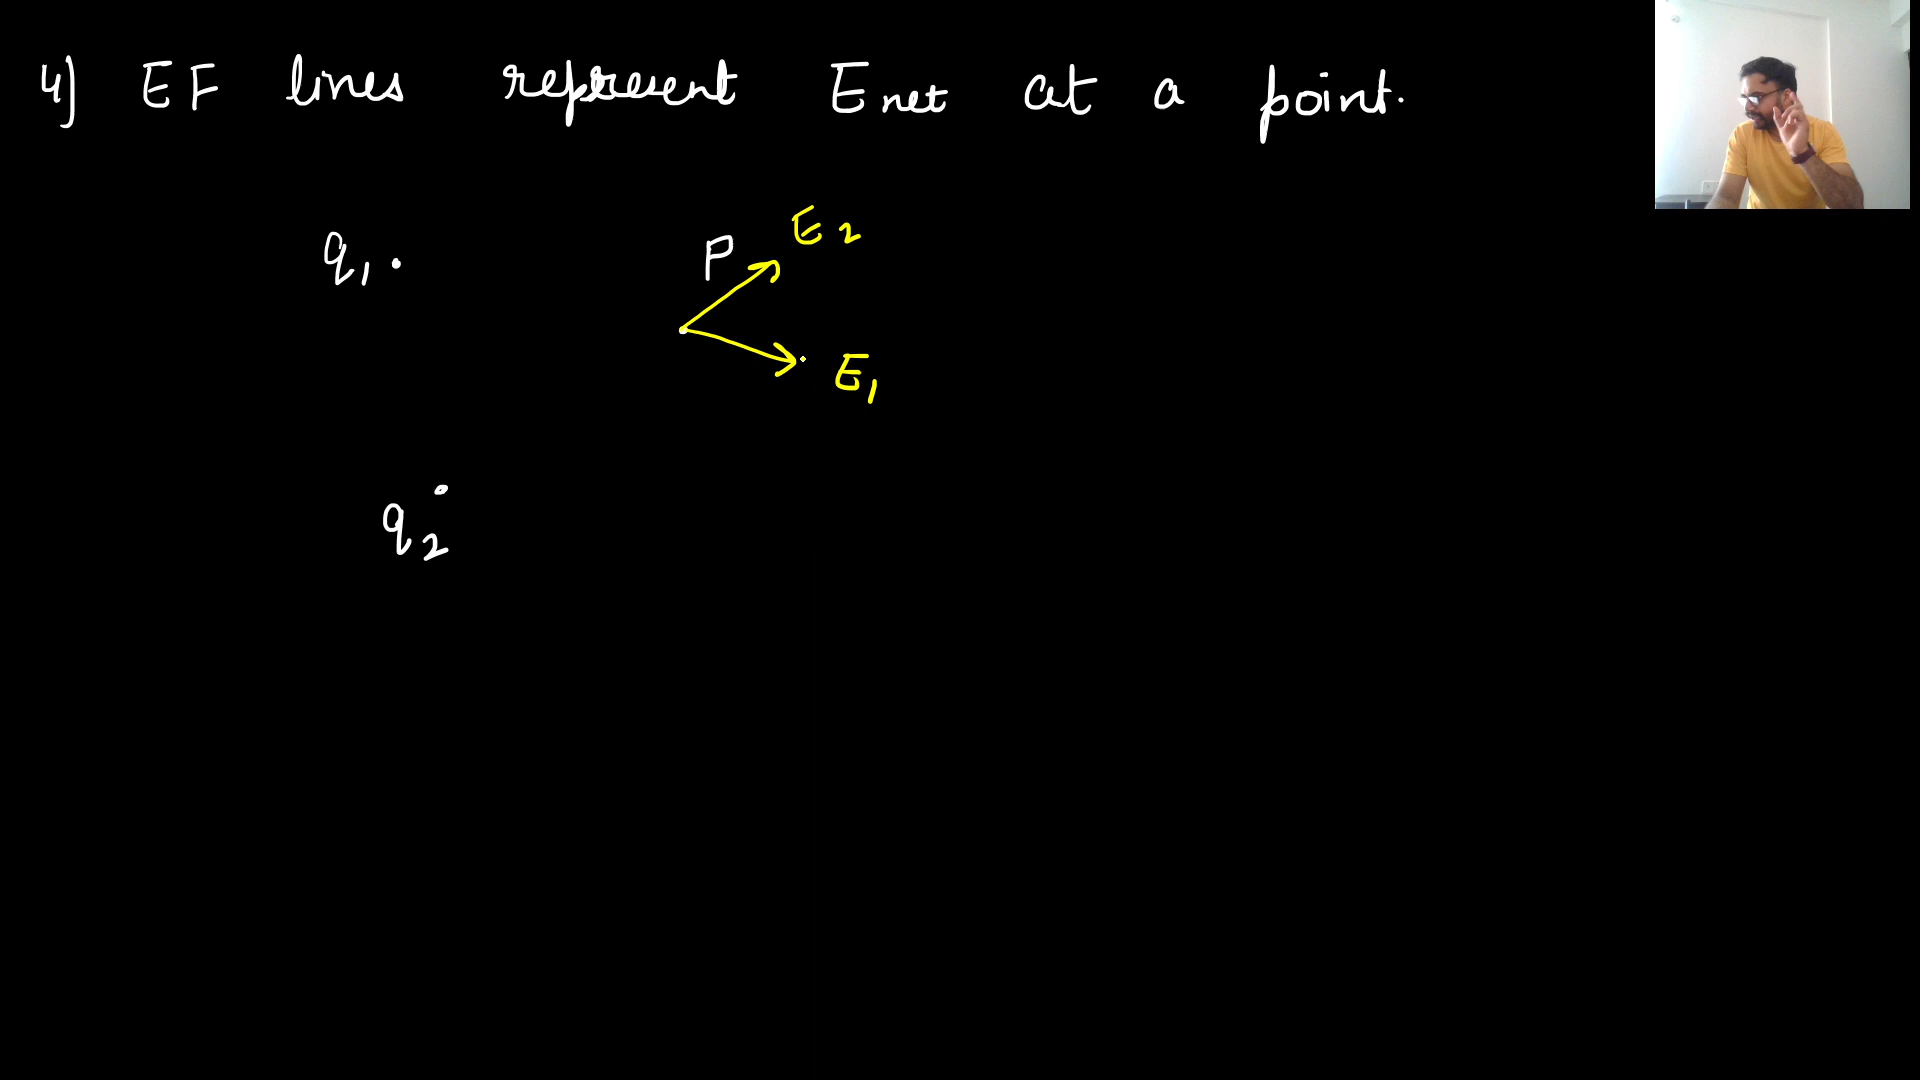 4) EF lines represent Enet at a point.
q1 .
P
E2
E1
q2